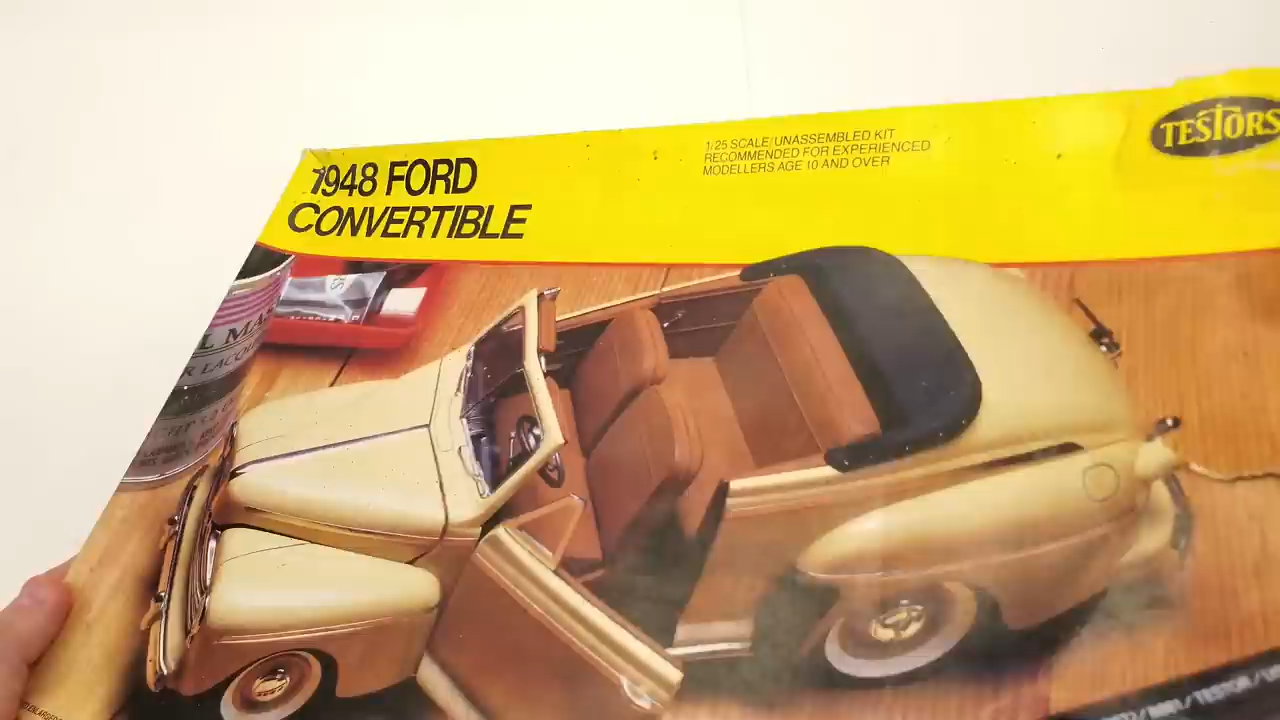 1948 FORD
CONVERTIBLE
1/25 SCALE/UNASSEMBLED KIT
RECOMMENDED FOR EXPERIENCED
MODELLERS AGE 10 AND OVER
TESTORS